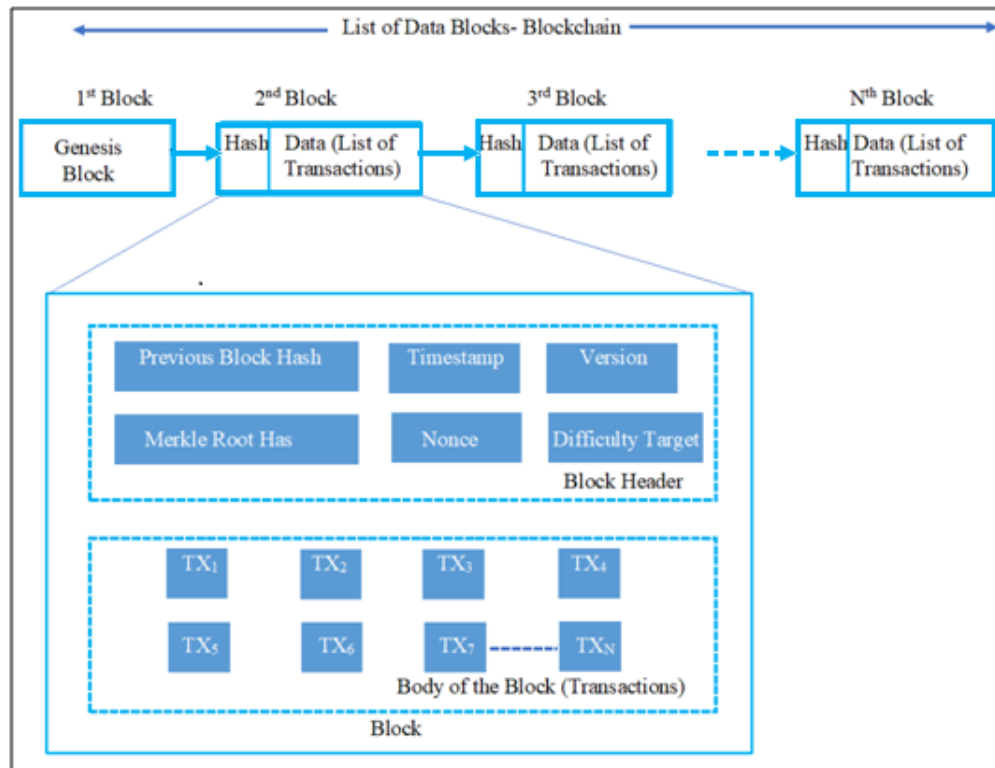 List of Data Blocks- Blockchain
1st Block
2nd Block
3rd Block
Nth Block
Genesis
Block
Hash
Data (List of
Transactions)
Hash
Data (List of
Transactions)
Hash
Data (List of
Transactions)
Previous Block Hash
Timestamp
Version
Merkle Root Has
Nonce
Difficulty Target
Block Header
TX1
TX2
TX3
TX4
TX5
TX6
TX7
TXN
Body of the Block (Transactions)
Block